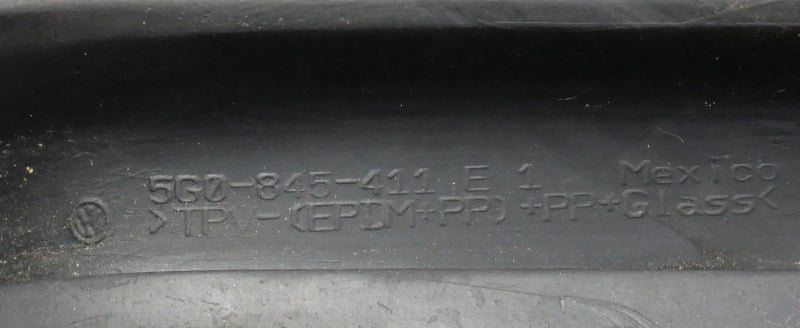 5G0-845-411 E 1 Mexico
>TPV-(EPDM+PP)+PP+Glass<